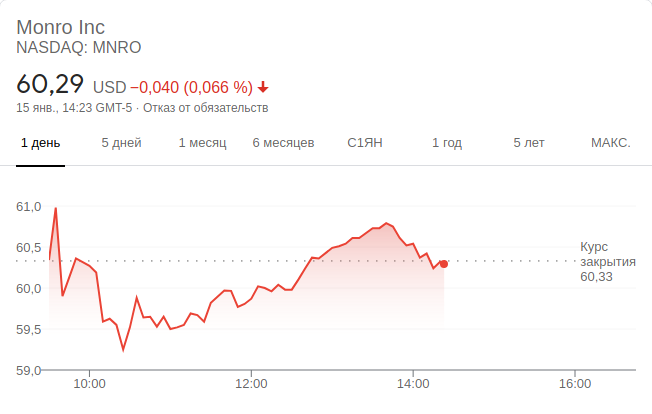 Monro Inc
NASDAQ: MNRO
60,29 USD −0,040 (0,066 %)
15 янв., 14:23 GMT-5 · Отказ от обязательств
1 день 5 дней 1 месяц 6 месяцев С1ЯН 1 год 5 лет МАКС.
61,0
60,5
60,0
59,5
59,0
Курс
закрытия
60,33
10:00 12:00 14:00 16:00